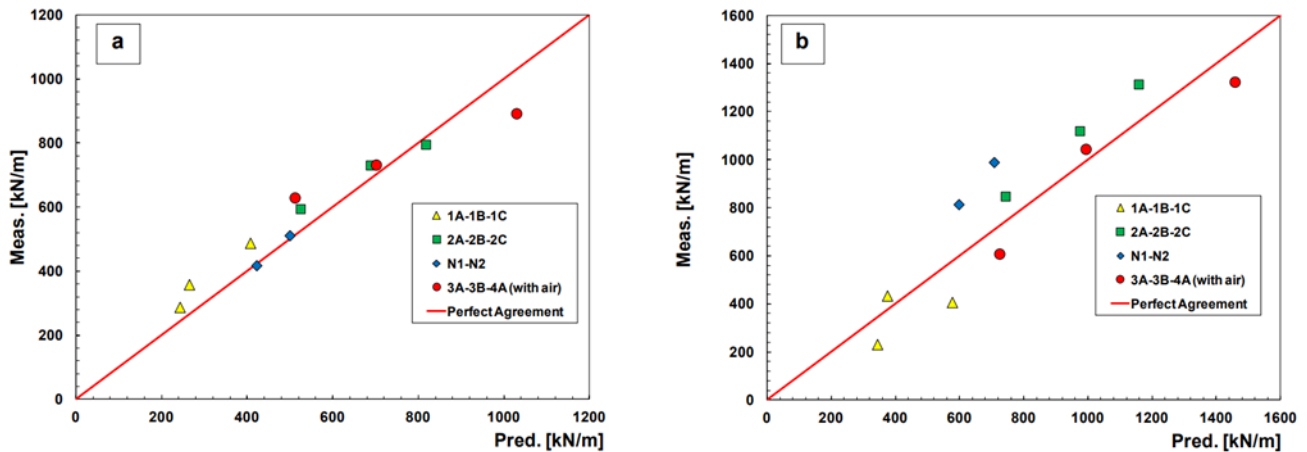 a
1200
1000
800
600
400
200
0
Meas. [kN/m]
1A-1B-1C
2A-2B-2C
N1-N2
3A-3B-4A (with air)
Perfect Agreement
0 200 400 600 800 1000 1200
Pred. [kN/m]
b
1600
1400
1200
1000
800
600
400
200
0
Meas. [kN/m]
1A-1B-1C
2A-2B-2C
N1-N2
3A-3B-4A (with air)
Perfect Agreement
0 200 400 600 800 1000 1200 1400 1600
Pred. [kN/m]